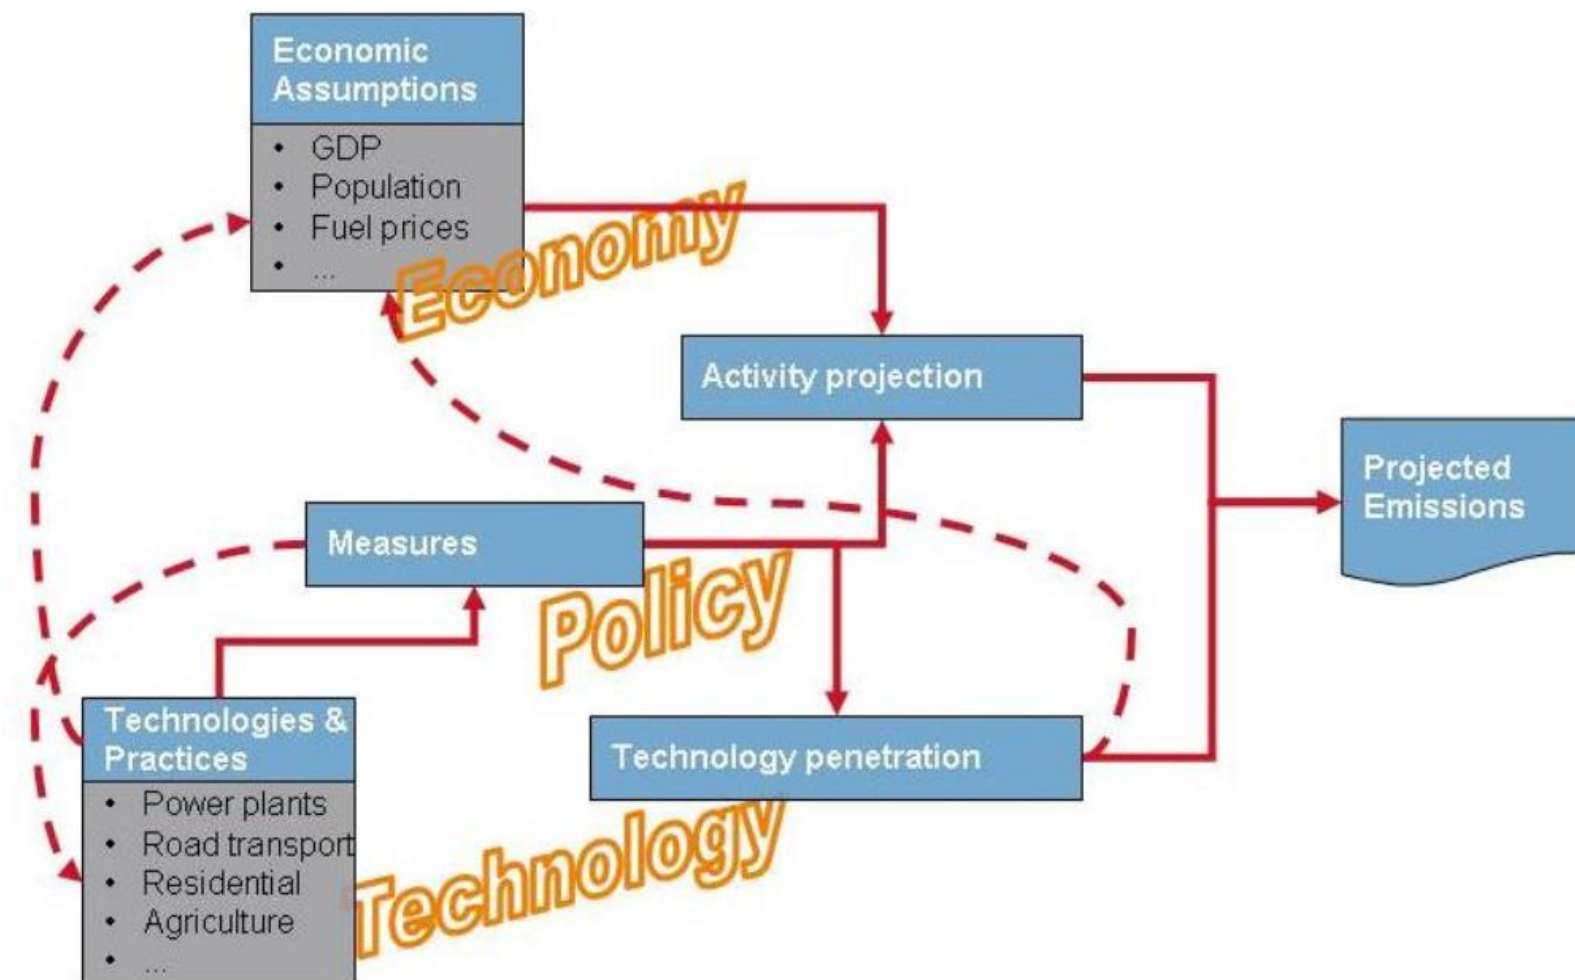 Economic
Assumptions
• GDP
• Population
• Fuel prices
• ...
Economy
Activity projection
Projected
Emissions
Measures
Policy
Technologies &
Practices
• Power plants
• Road transport
• Residential
• Agriculture
• ...
Technology penetration
Technology